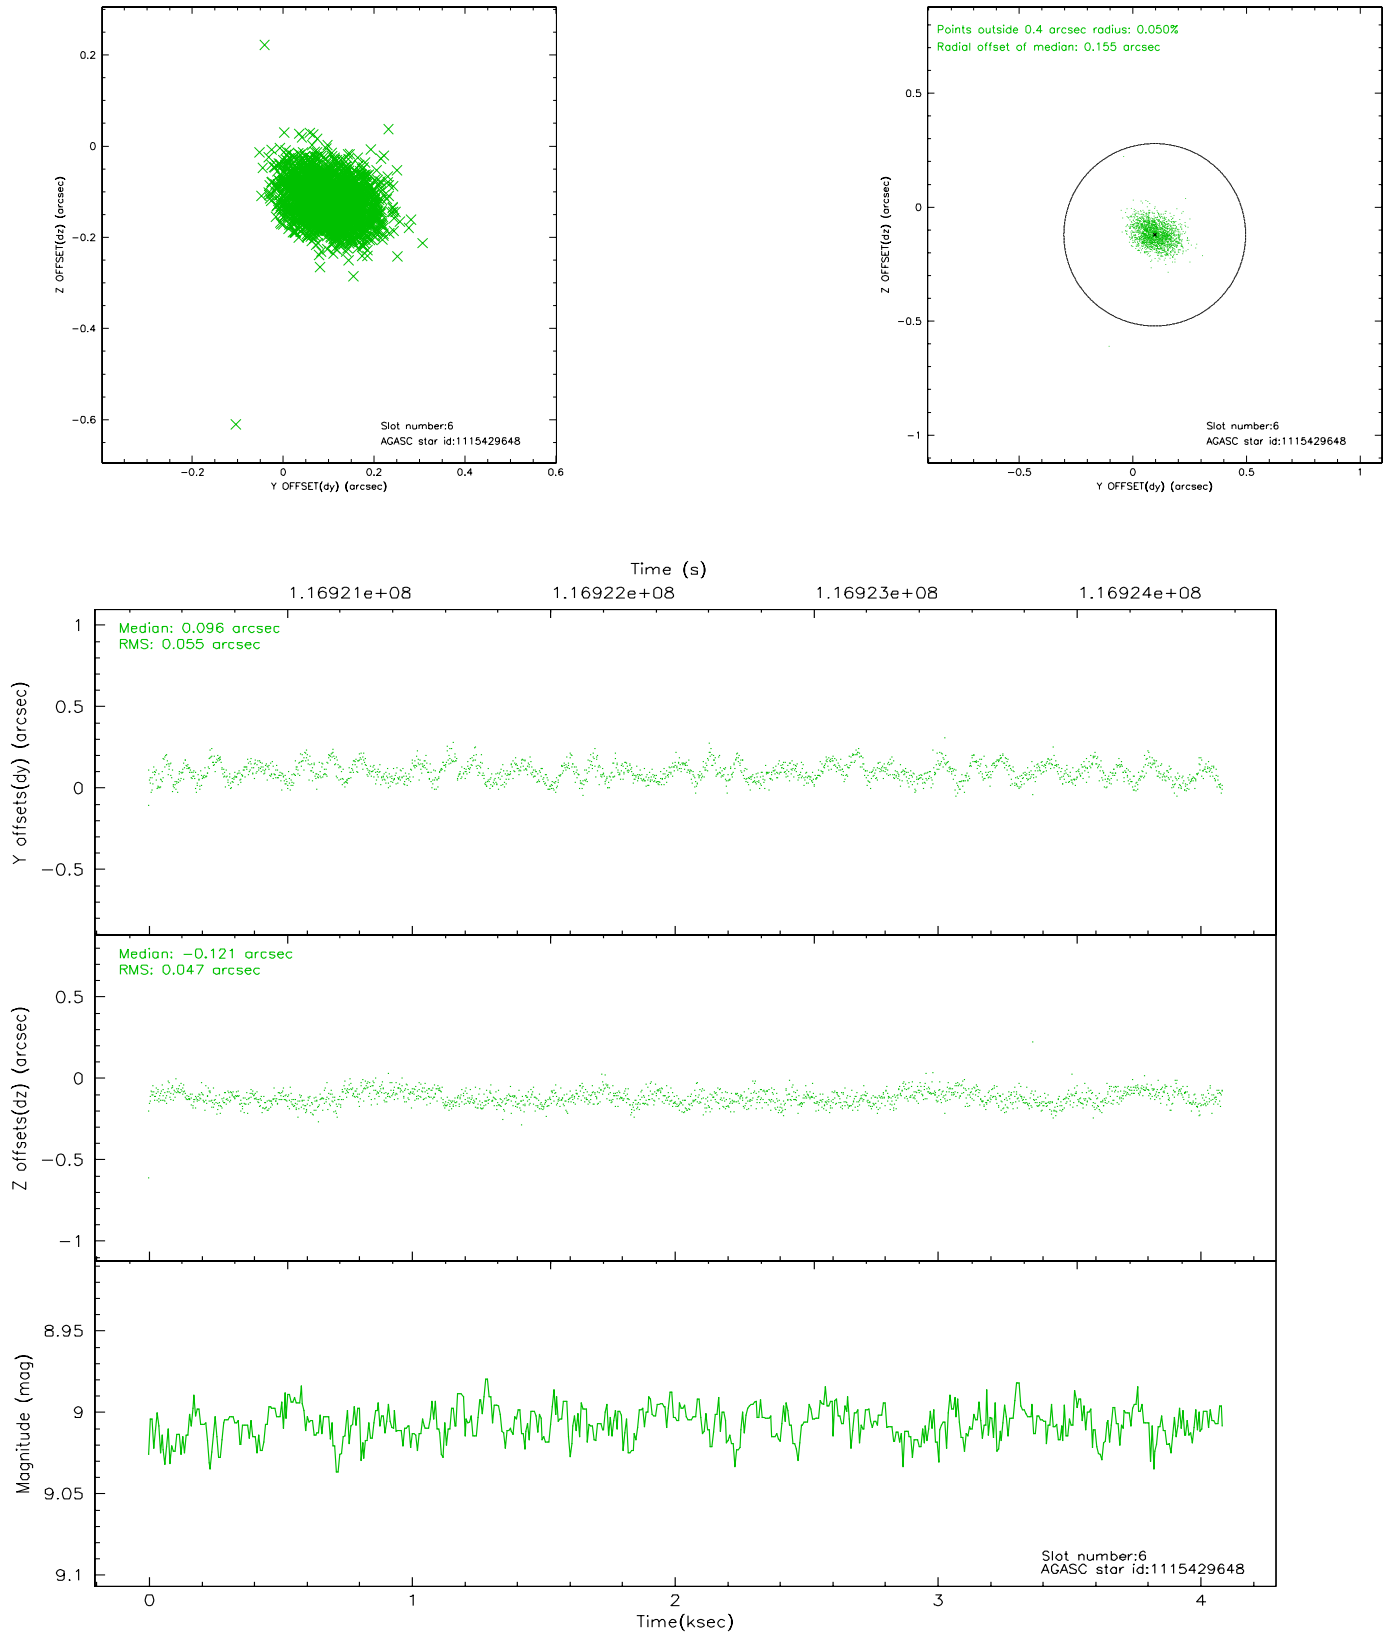 0.2
0
−0.2
−0.4
−0.6
Z OFFSET(dz) (arcsec)
Slot number:6
AGASC star id:1115429648
−0.2 0 0.2 0.4 0.6
Y OFFSET(dy) (arcsec)
Points outside 0.4 arcsec radius: 0.050%
Radial offset of median: 0.155 arcsec
0.5
0
−0.5
−1
Z OFFSET(dz) (arcsec)
Slot number:6
AGASC star id:1115429648
−0.5 0 0.5 1
Y OFFSET(dy) (arcsec)
Time (s)
1.16921e+08 1.16922e+08 1.16923e+08 1.16924e+08
Median: 0.096 arcsec
RMS: 0.055 arcsec
1
0.5
0
−0.5
Y offsets(dy) (arcsec)
Median: −0.121 arcsec
RMS: 0.047 arcsec
0.5
0
−0.5
−1
Z offsets(dz) (arcsec)
8.95
9
9.05
9.1
Magnitude (mag)
Slot number:6
AGASC star id:1115429648
0 1 2 3 4
Time(ksec)